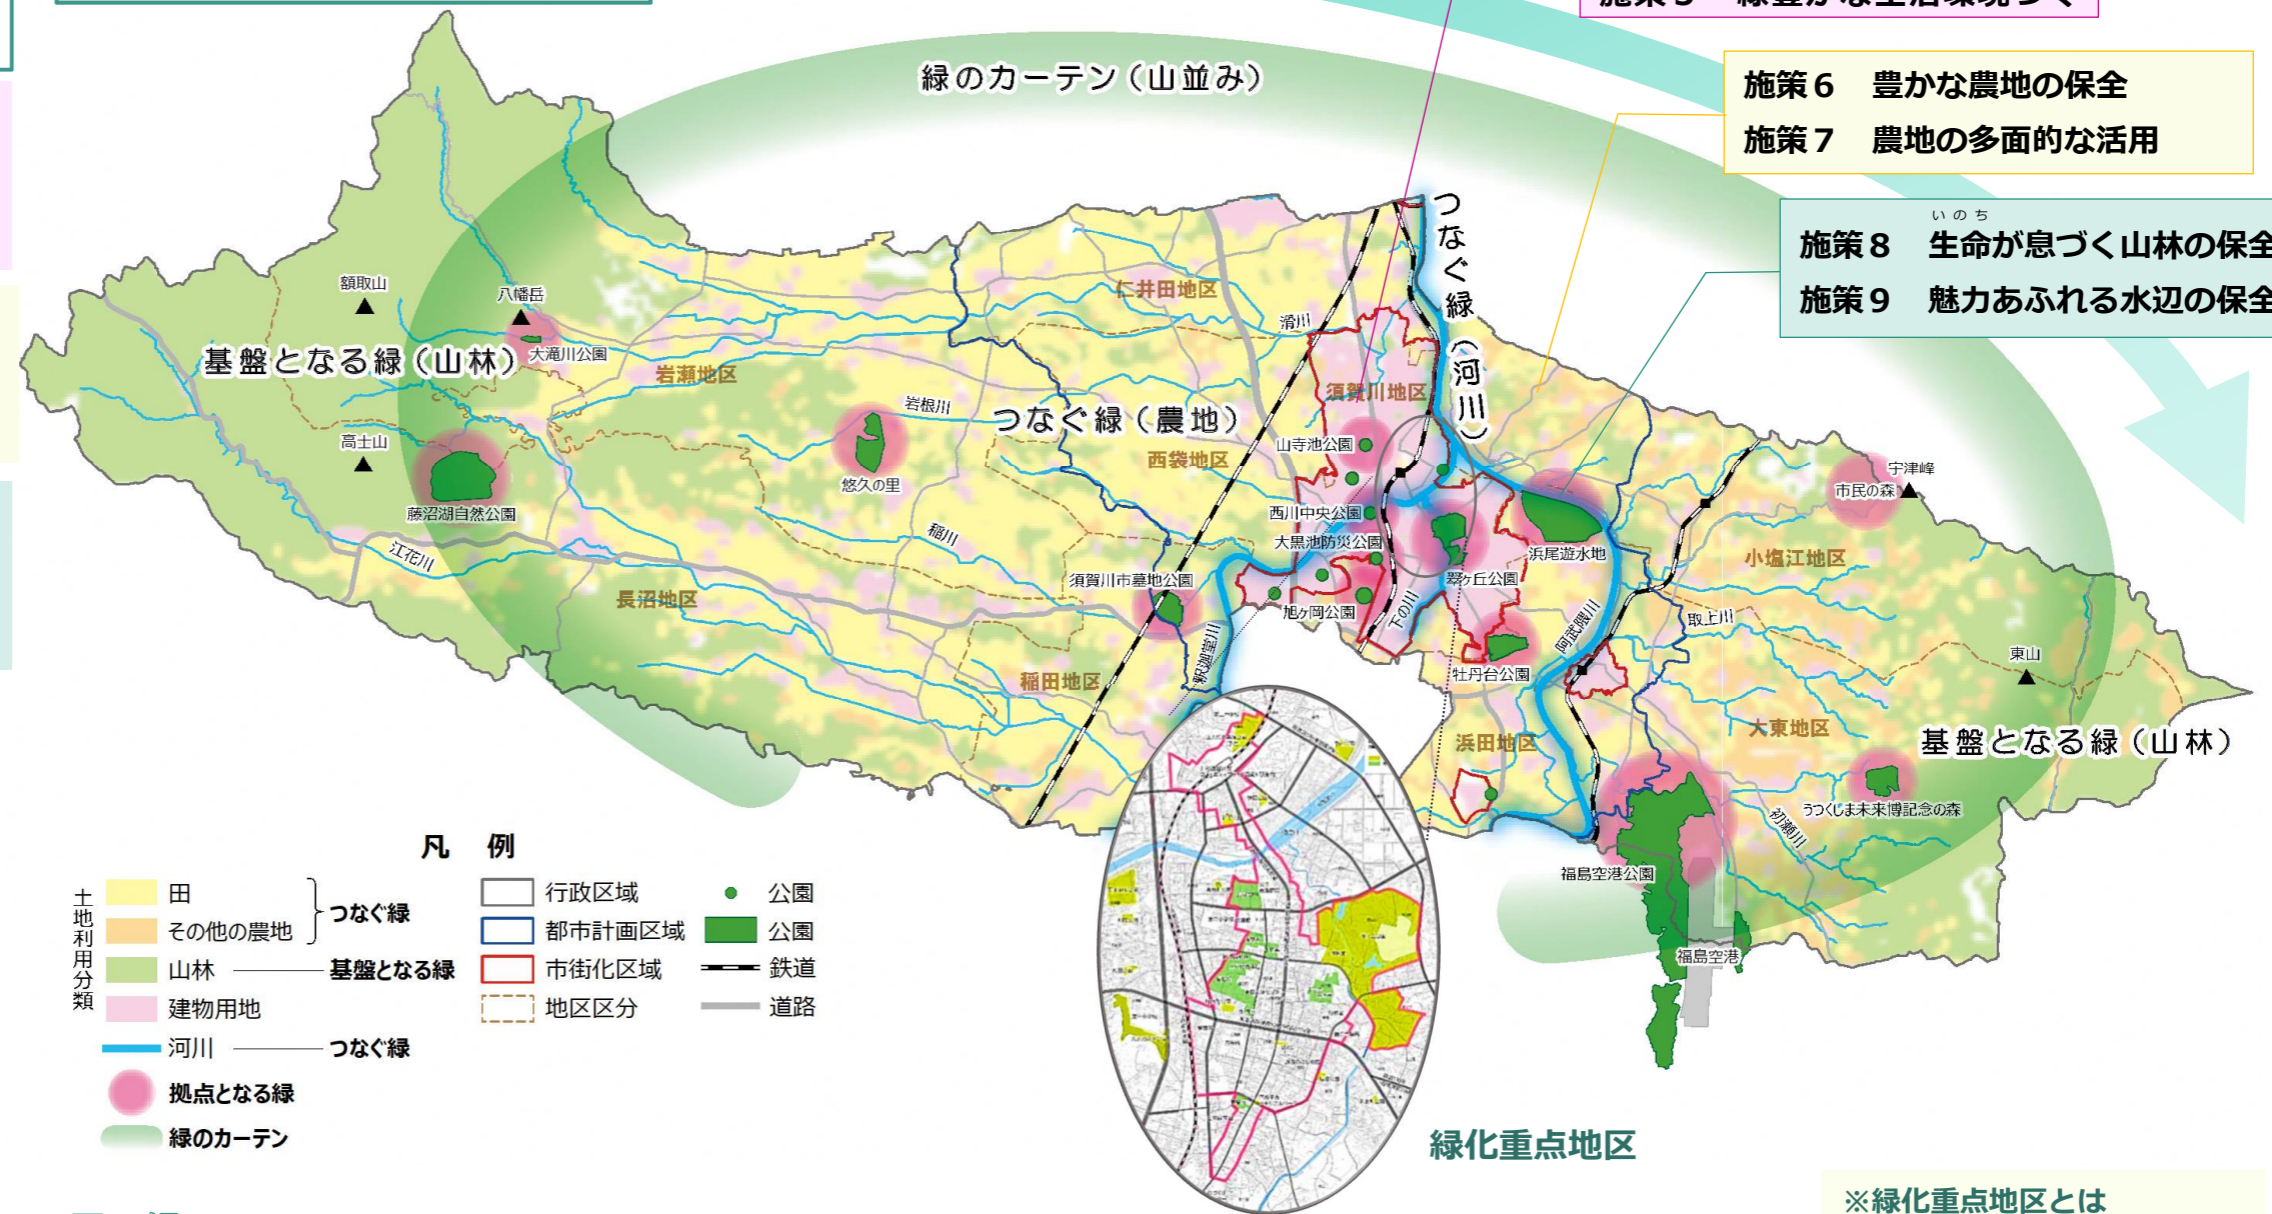 緑のカーテン（山並み）
施策６　豊かな農地の保全
施策７　農地の多面的な活用
いのち
施策８　生命が息づく山林の保全
施策９　魅力あふれる水辺の保全
つなぐ緑（河川）
額取山
八幡岳
大滝川公園
基盤となる緑（山林）
高土山
藤沼湖自然公園
江花川
岩瀬地区
岩根川
悠久の里
つなぐ緑（農地）
仁井田地区
滑川
須賀川地区
西袋地区
山寺池公園
西川中央公園
大黒池防災公園
稲川
須賀川市墓地公園
長沼地区
稲田地区
釈迦堂川
旭ヶ岡公園
下の川
翠ヶ丘公園
浜尾遊水地
牡丹台公園
阿武隈川
浜田地区
宇津峰
市民の森
小塩江地区
取上川
東山
大東地区
基盤となる緑（山林）
うつくしま未来博記念の森
初瀬川
福島空港公園
福島空港
凡　例
土地利用分類
田
その他の農地
つなぐ緑
山林
基盤となる緑
建物用地
河川
つなぐ緑
拠点となる緑
緑のカーテン
行政区域
都市計画区域
市街化区域
地区区分
公園
公園
鉄道
道路
緑化重点地区
※緑化重点地区とは